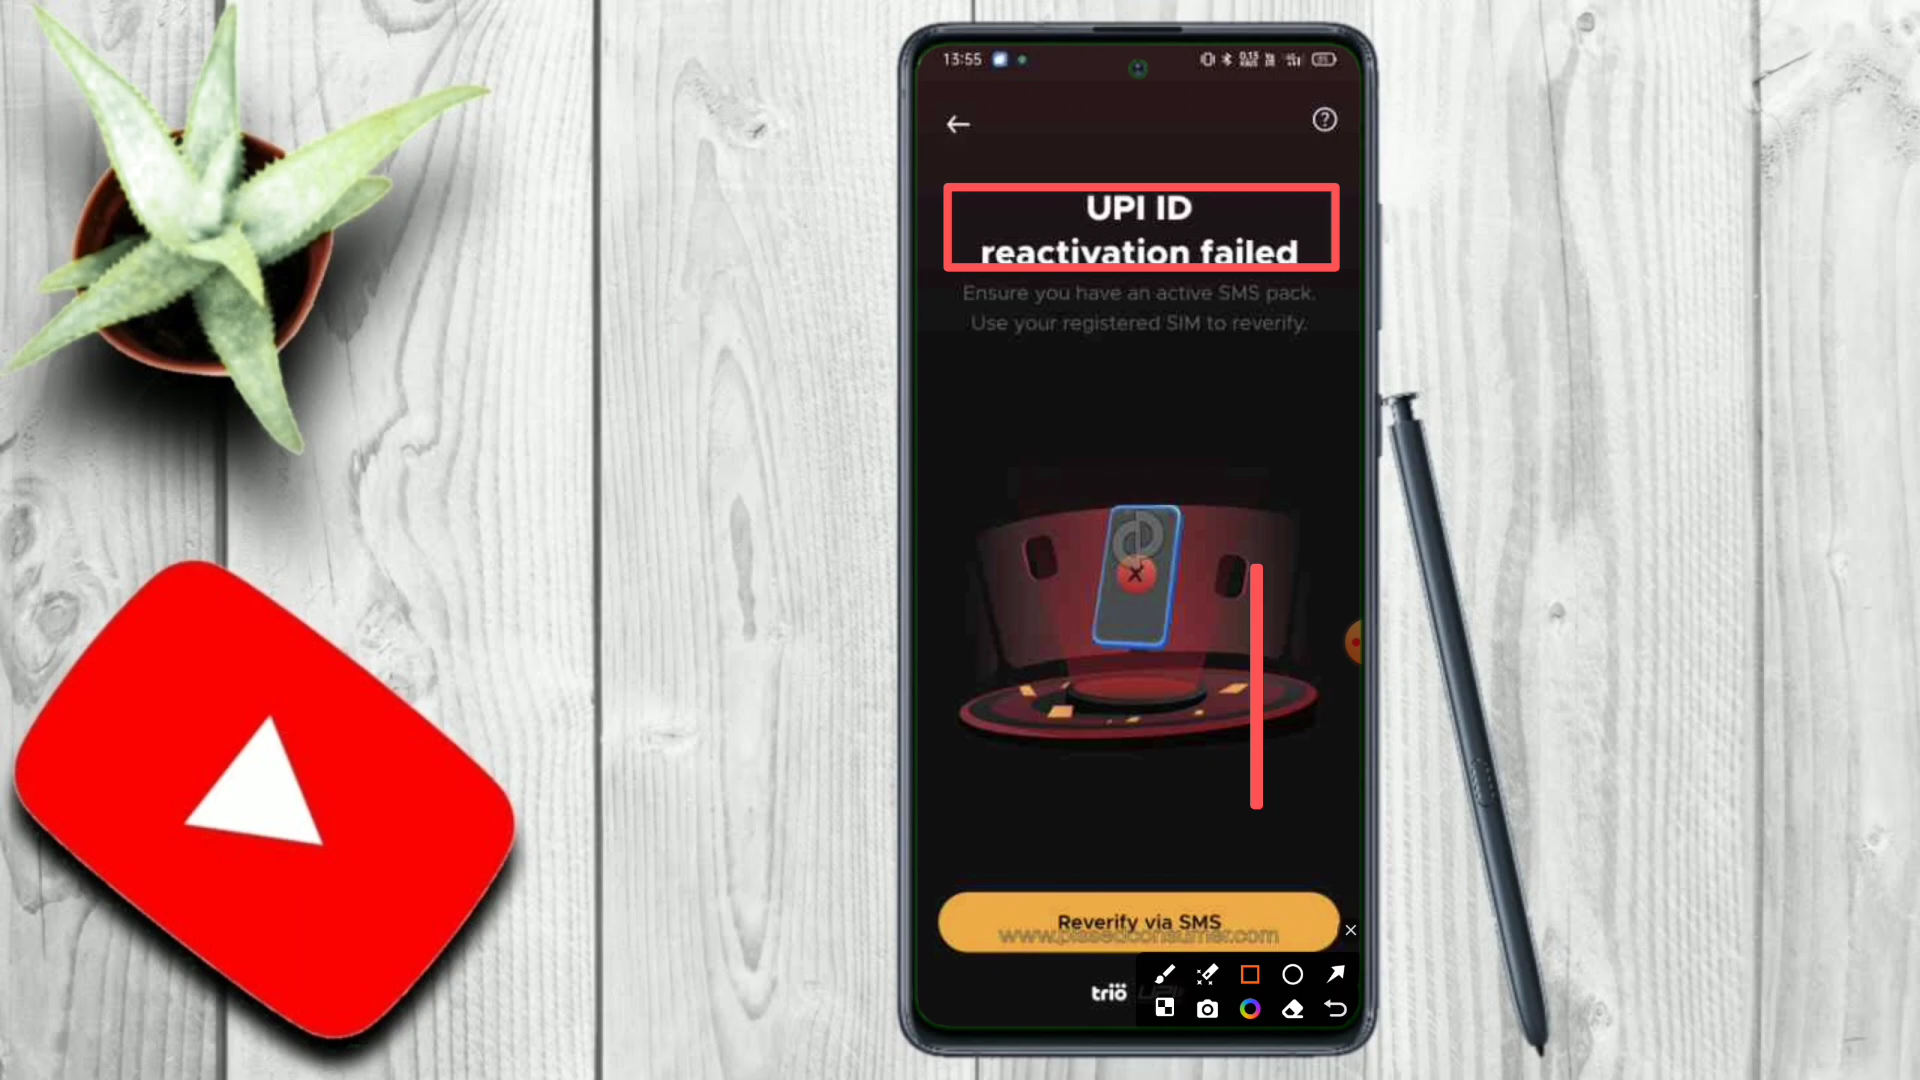 13:55
UPI ID
reactivation failed
Ensure you have an active SMS pack.
Use your registered SIM to reverify.
Reverify via SMS
www.pissedconsumer.com
trio